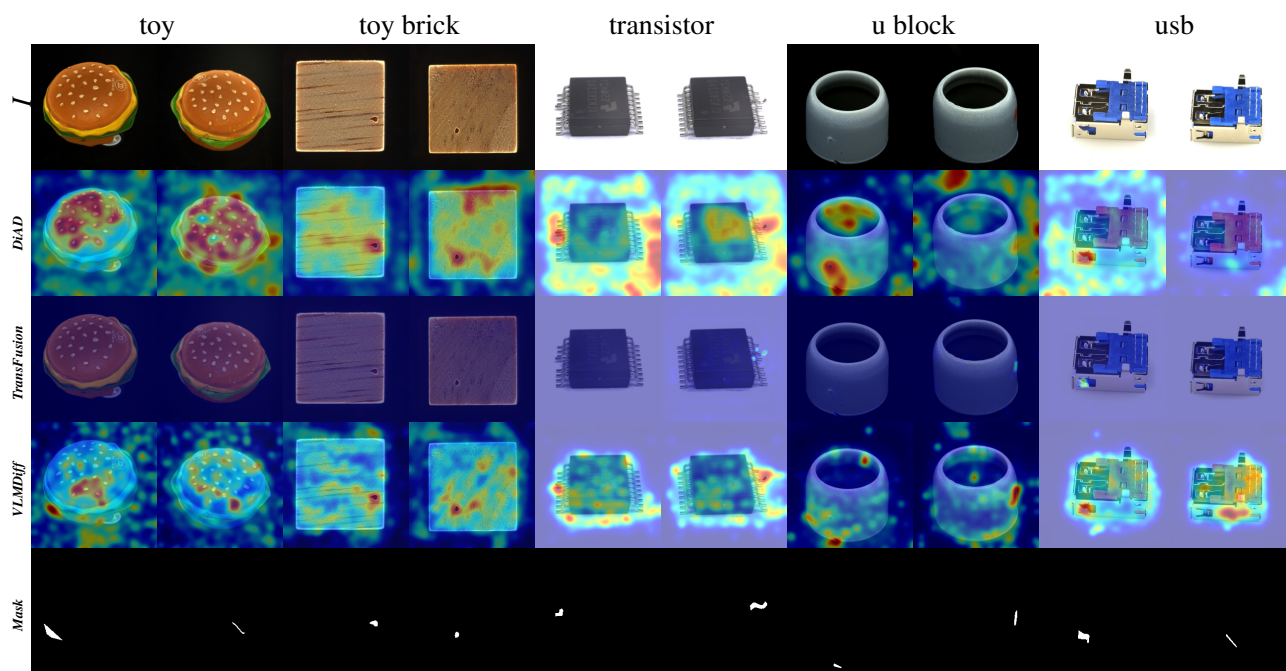 toy toy brick transistor u block usb
I
DiAD
TransFusion
VLMDiff
Mask